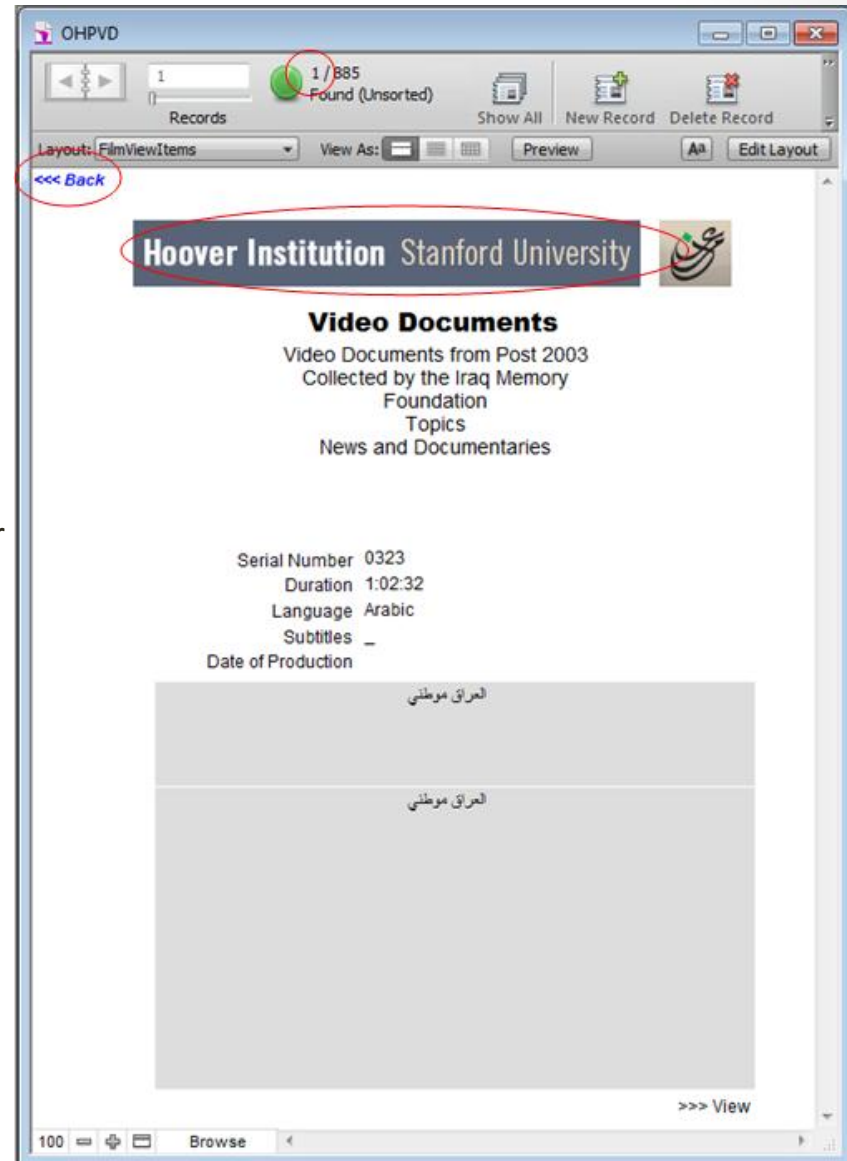 OHPVD
1
1 / 885
Found (Unsorted)
Records
Show All
New Record
Delete Record
Layout: FilmViewItems
View As:
Preview
Aa
Edit Layout
<<< Back
Hoover Institution Stanford University
Video Documents
Video Documents from Post 2003
Collected by the Iraq Memory
Foundation
Topics
News and Documentaries
r
Serial Number 0323
Duration 1:02:32
Language Arabic
Subtitles _
Date of Production
العراق موطني
العراق موطني
>>> View
100
Browse